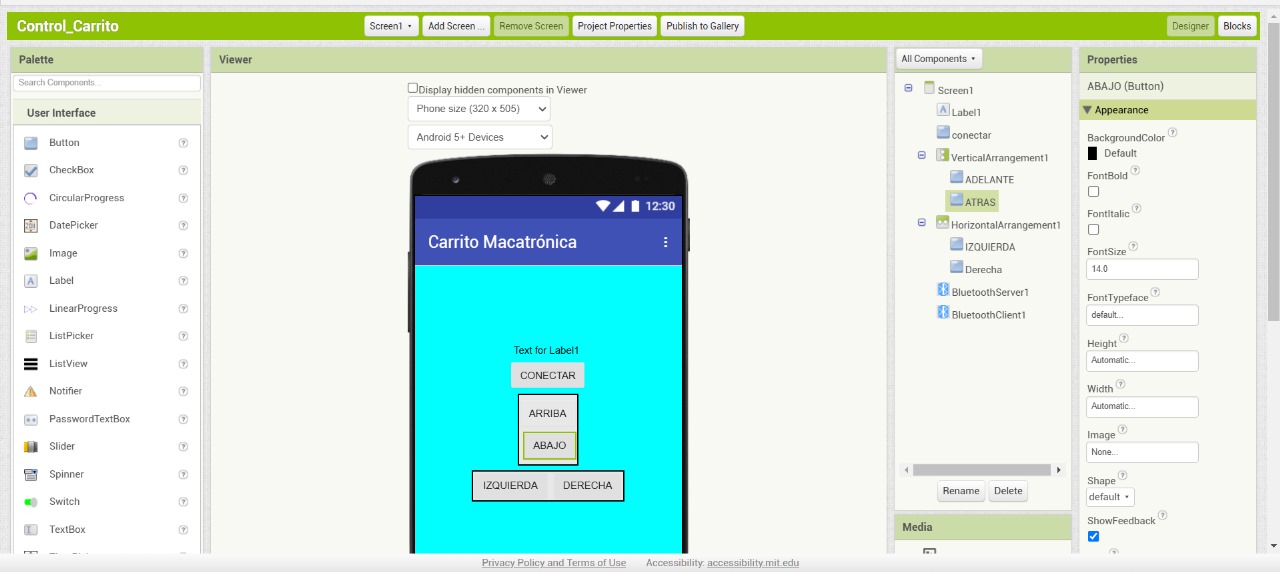 Control_Carrito
Screen1 Add Screen ... Remove Screen Project Properties Publish to Gallery Designer Blocks
Palette
Search Components...
User Interface
Button ?
CheckBox ?
CircularProgress ?
DatePicker ?
Image ?
Label ?
LinearProgress ?
ListPicker ?
ListView ?
Notifier ?
PasswordTextBox ?
Slider ?
Spinner ?
Switch ?
TextBox ?
Viewer
Display hidden components in Viewer
Phone size (320 x 505)
Android 5+ Devices
12:30
Carrito Macatrónica
Text for Label1
CONECTAR
ARRIBA
ABAJO
IZQUIERDA DERECHA
All Components
Screen1
A Label1
conectar
VerticalArrangement1
ADELANTE
ATRAS
HorizontalArrangement1
IZQUIERDA
Derecha
BluetoothServer1
BluetoothClient1
Rename Delete
Media
Properties
ABAJO (Button)
Appearance
BackgroundColor ?
Default
FontBold ?
FontItalic ?
FontSize ?
14.0
FontTypeface ?
default...
Height ?
Automatic...
Width ?
Automatic...
Image ?
None...
Shape ?
default
ShowFeedback ?
Privacy Policy and Terms of Use Accessibility: accessibility.mit.edu